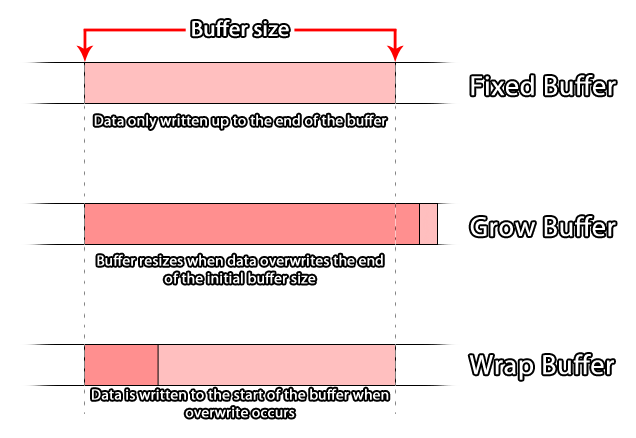 Buffer size
Fixed Buffer
Data only written up to the end of the buffer
Grow Buffer
Buffer resizes when data overwrites the end
of the initial buffer size
Wrap Buffer
Data is written to the start of the buffer when
overwrite occurs